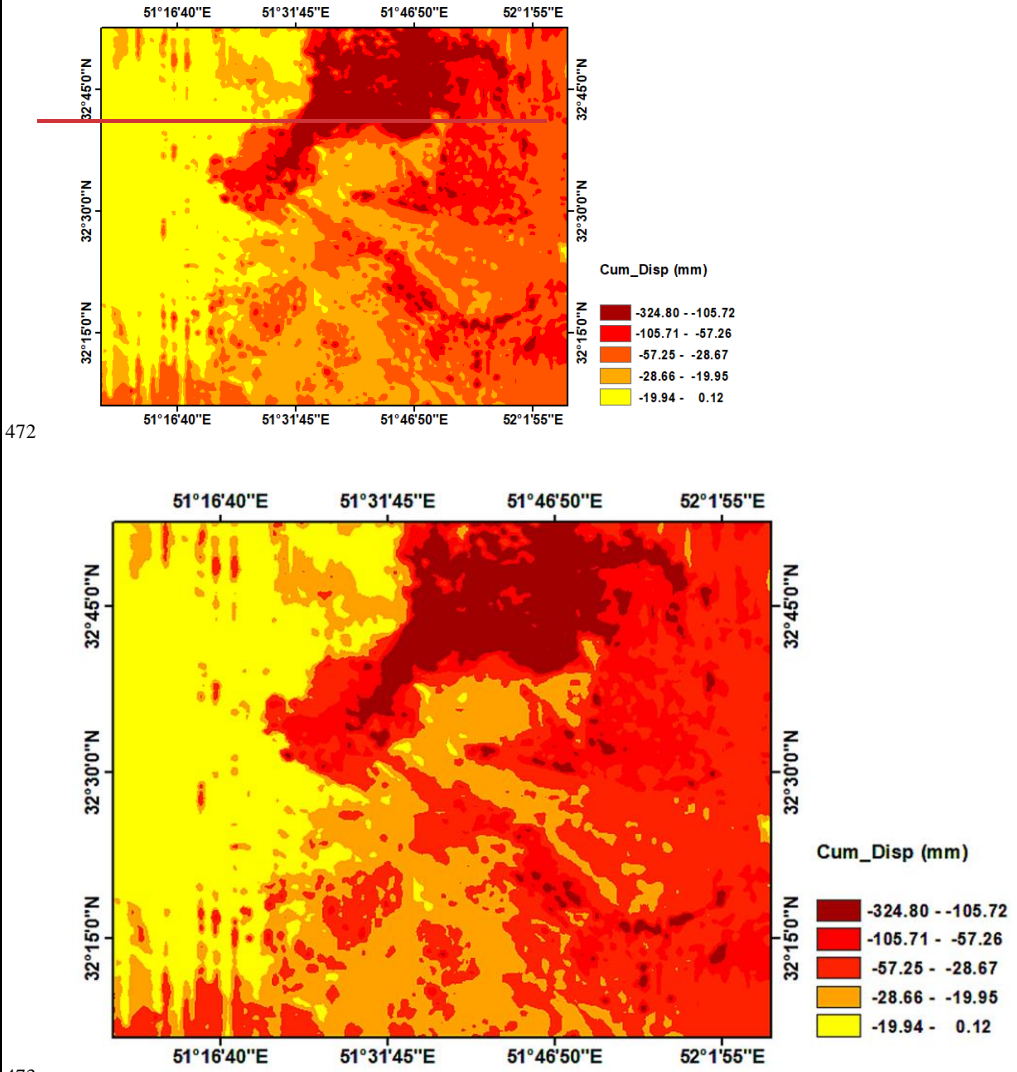 51°16'40"E 51°31'45"E 51°46'50"E 52°1'55"E
32°45'0"N 32°45'0"N
32°30'0"N 32°30'0"N
32°15'0"N 32°15'0"N
Cum_Disp (mm)
-324.80 - -105.72
-105.71 - -57.26
-57.25 - -28.67
-28.66 - -19.95
-19.94 - 0.12
51°16'40"E 51°31'45"E 51°46'50"E 52°1'55"E
472
51°16'40"E 51°31'45"E 51°46'50"E 52°1'55"E
32°45'0"N 32°45'0"N
32°30'0"N 32°30'0"N
32°15'0"N 32°15'0"N
Cum_Disp (mm)
-324.80 - -105.72
-105.71 - -57.26
-57.25 - -28.67
-28.66 - -19.95
-19.94 - 0.12
51°16'40"E 51°31'45"E 51°46'50"E 52°1'55"E